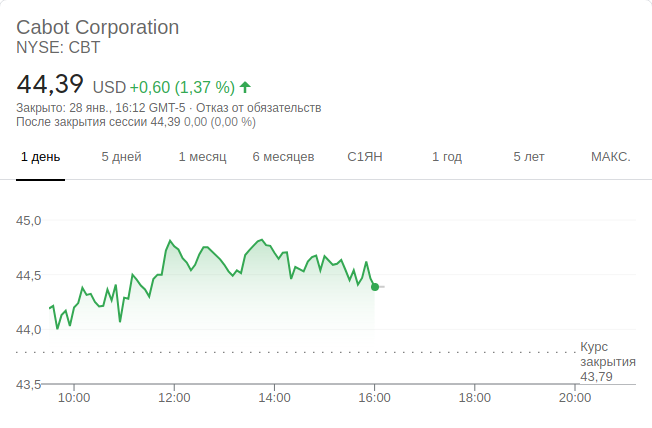 Cabot Corporation
NYSE: CBT
44,39 USD +0,60 (1,37 %)
Закрыто: 28 янв., 16:12 GMT-5 · Отказ от обязательств
После закрытия сессии 44,39 0,00 (0,00 %)
1 день 5 дней 1 месяц 6 месяцев С1ЯН 1 год 5 лет МАКС.
45,0
44,5
44,0
Курс
закрытия
43,79
43,5
10:00 12:00 14:00 16:00 18:00 20:00